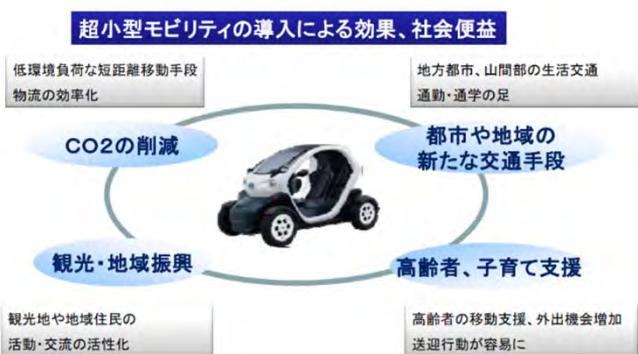 超小型モビリティの導入による効果、社会便益
低環境負荷な短距離移動手段
物流の効率化
地方都市、山間部の生活交通
通勤・通学の足
CO2の削減
都市や地域の
新たな交通手段
観光・地域振興
高齢者、子育て支援
観光地や地域住民の
活動・交流の活性化
高齢者の移動支援、外出機会増加
送迎行動が容易に